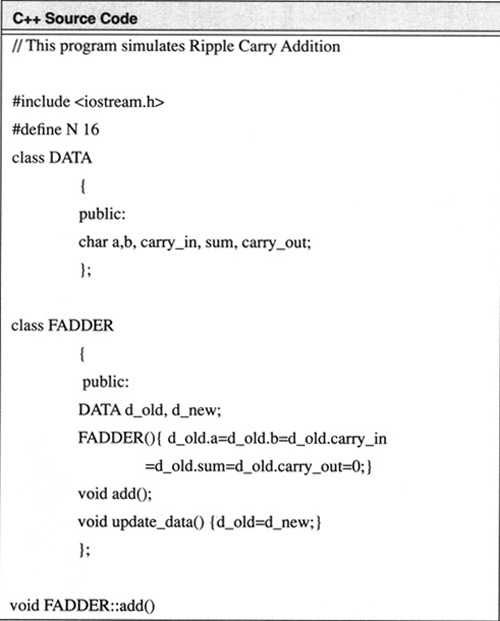 C++ Source Code
// This program simulates Ripple Carry Addition
#include <iostream.h>
#define N 16
class DATA
{
public:
char a,b, carry_in, sum, carry_out;
};
class FADDER
{
public:
DATA d_old, d_new;
FADDER(){ d_old.a=d_old.b=d_old.carry_in
=d_old.sum=d_old.carry_out=0;}
void add();
void update_data() {d_old=d_new;}
};
void FADDER::add()